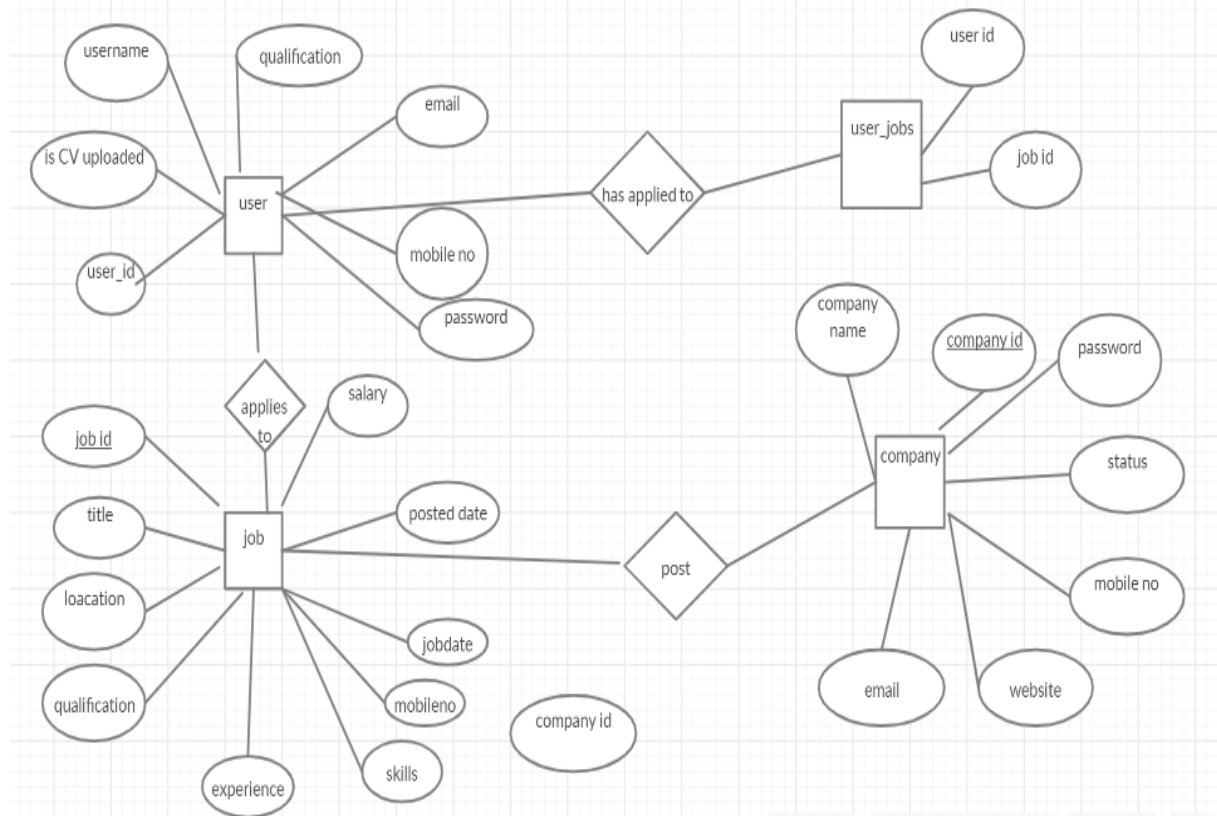 username
qualification
email
is CV uploaded
user
user_id
mobile no
password
has applied to
user_jobs
user id
job id
applies
to
salary
job id
title
posted date
job
loacation
qualification
jobdate
mobileno
skills
experience
company id
post
company
name
company id
password
company
status
mobile no
email
website